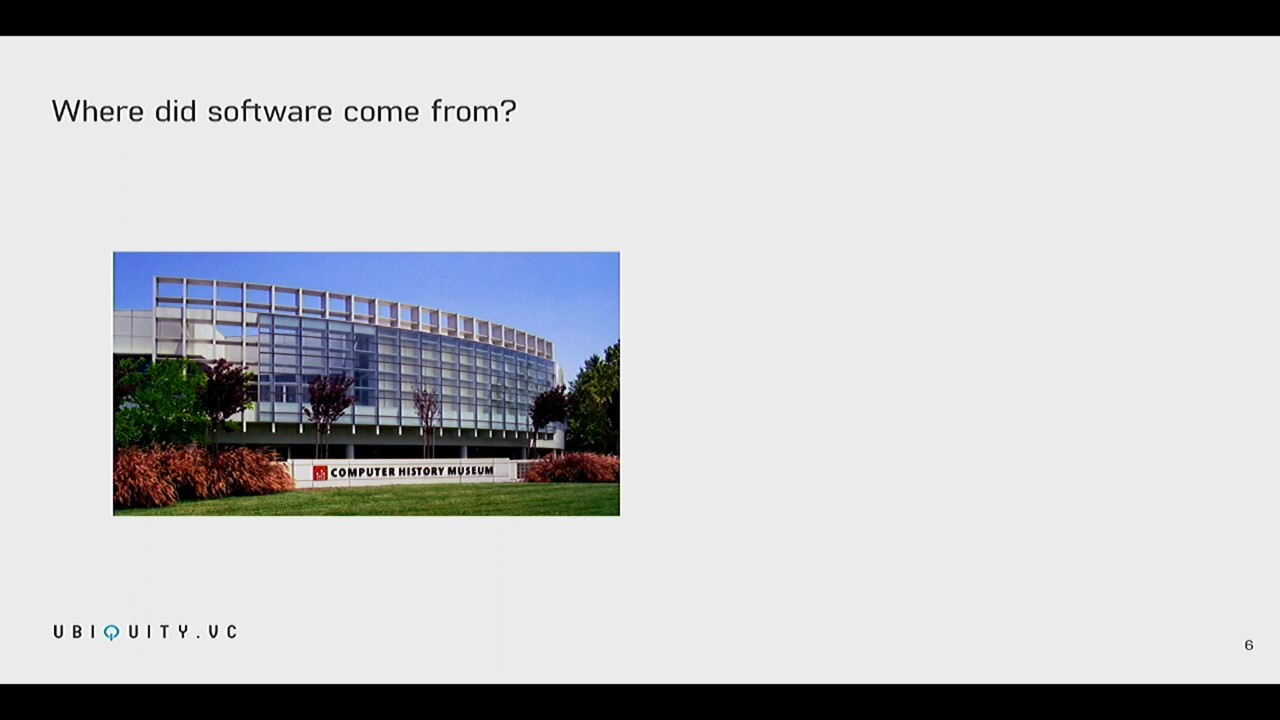 Where did software come from?
COMPUTER HISTORY MUSEUM
UBIQUITY.VC
6